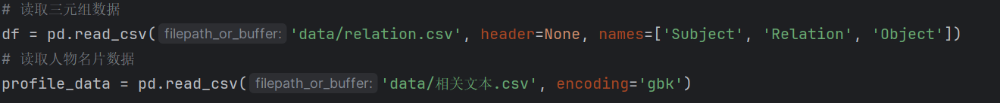 # 读取三元组数据
df = pd.read_csv( filepath_or_buffer: 'data/relation.csv', header=None, names=['Subject', 'Relation', 'Object'])
# 读取人物名片数据
profile_data = pd.read_csv( filepath_or_buffer: 'data/相关文本.csv', encoding='gbk')